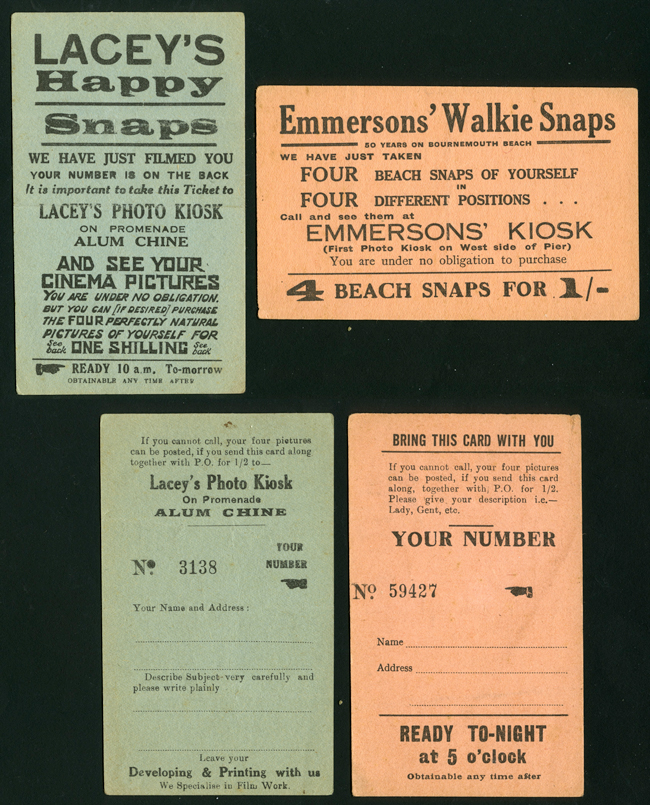 LACEY'S
Happy
Snaps
WE HAVE JUST FILMED YOU
YOUR NUMBER IS ON THE BACK
It is important to take this Ticket to
LACEY'S PHOTO KIOSK
ON PROMENADE
ALUM CHINE
AND SEE YOUR
CINEMA PICTURES
YOU ARE UNDER NO OBLIGATION.
BUT YOU CAN [IF DESIRED] PURCHASE
THE FOUR PERFECTLY NATURAL
PICTURES OF YOURSELF FOR
See back ONE SHILLING See back
READY 10 a.m. To-morrow
OBTAINABLE ANY TIME AFTER
Emmersons' Walkie Snaps
50 YEARS ON BOURNEMOUTH BEACH
WE HAVE JUST TAKEN
FOUR BEACH SNAPS OF YOURSELF
IN
FOUR DIFFERENT POSITIONS . . .
Call and see them at
EMMERSONS' KIOSK
(First Photo Kiosk on West side of Pier)
You are under no obligation to purchase
4 BEACH SNAPS FOR 1/-
If you cannot call, your four pictures
can be posted, if you send this card along
together with P.O. for 1/2 to—
Lacey's Photo Kiosk
On Promenade
ALUM CHINE
YOUR
No. 3138 NUMBER
Your Name and Address :
Describe Subject very carefully and
please write plainly
Leave your
Developing & Printing with us
We Specialise in Film Work.
BRING THIS CARD WITH YOU
If you cannot call, your four pictures
can be posted, if you send this card
along, together with P.O. for 1/2.
Please give your description i.e.—
Lady, Gent, etc.
YOUR NUMBER
No 59427
Name
Address
READY TO-NIGHT
at 5 o'clock
Obtainable any time after